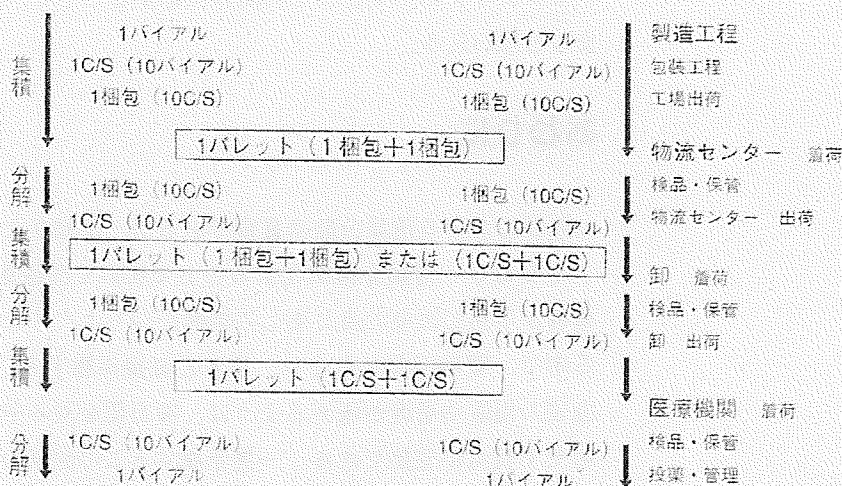 集積
1バイアル 1バイアル 製造工程
1C/S（10バイアル） 1C/S（10バイアル） 包装工程
1梱包（10C/S） 1梱包（10C/S） 工場出荷
1パレット（1梱包＋1梱包）
物流センター 着荷
分解
1梱包（10C/S） 1梱包（10C/S） 検品・保管
1C/S（10バイアル） 1C/S（10バイアル） 物流センター 出荷
集積
1パレット（1梱包＋1梱包）または（1C/S＋1C/S）
卸 着荷
分解
1梱包（10C/S） 1梱包（10C/S） 検品・保管
1C/S（10バイアル） 1C/S（10バイアル） 卸 出荷
集積
1パレット（1C/S＋1C/S）
医療機関 着荷
分解
1C/S（10バイアル） 1C/S（10バイアル） 検品・保管
1バイアル 1バイアル 投薬・管理